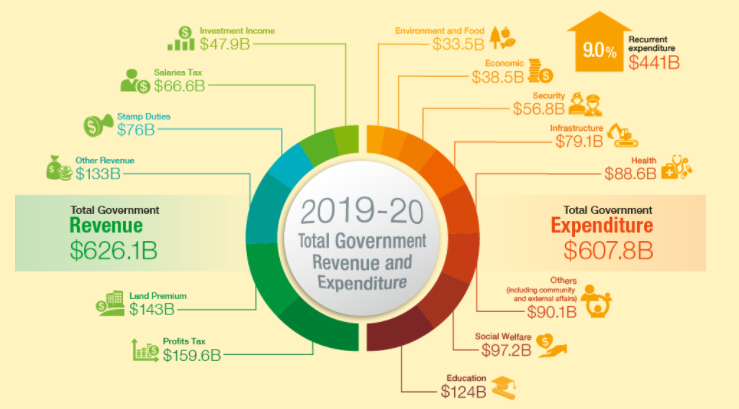 Investment Income
$47.9B
Salaries Tax
$66.6B
Stamp Duties
$76B
Other Revenue
$133B
Total Government
Revenue
$626.1B
Land Premium
$143B
Profits Tax
$159.6B
2019-20
Total Government
Revenue and
Expenditure
Environment and Food
$33.5B
Economic
$38.5B
Security
$56.8B
Infrastructure
$79.1B
Health
$88.6B
9.0%
Recurrent
expenditure
$441B
Total Government
Expenditure
$607.8B
Others
(including community
and external affairs)
$90.1B
Social Welfare
$97.2B
Education
$124B